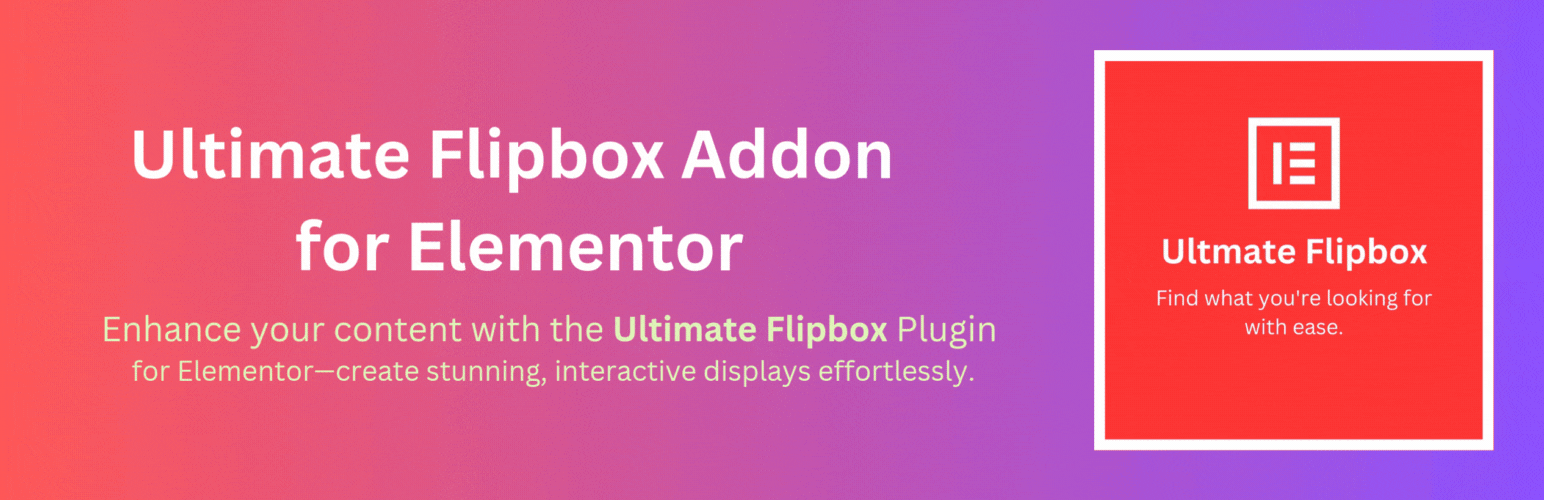 Ultimate Flipbox Addon
for Elementor
Enhance your content with the Ultimate Flipbox Plugin
for Elementor—create stunning, interactive displays effortlessly.
Ultmate Flipbox
Find what you're looking for
with ease.